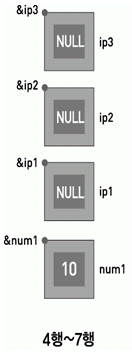 &ip3
NULL ip3
&ip2
NULL ip2
&ip1
NULL ip1
&num1
10 num1
4행~7행